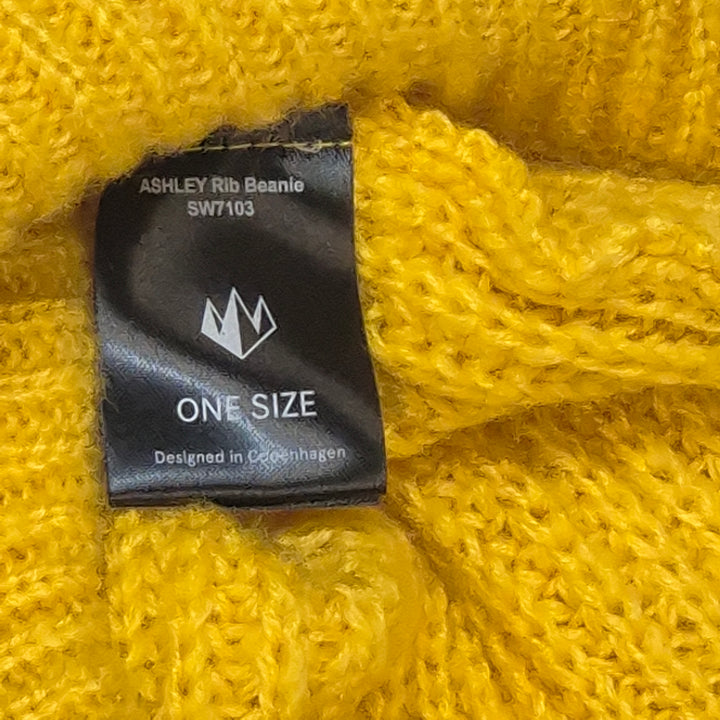 ASHLEY Rib Beanie
SW7103
ONE SIZE
Designed in Copenhagen